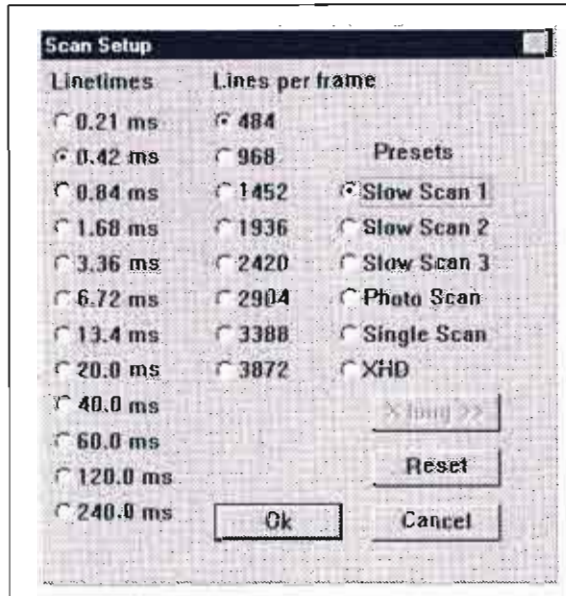 Scan Setup
Linetimes
0.21 ms
0.42 ms
0.84 ms
1.68 ms
3.36 ms
6.72 ms
13.4 ms
20.0 ms
40.0 ms
60.0 ms
120.0 ms
240.0 ms
Lines per frame
484
968
1452
1936
2420
2904
3388
3872
Presets
Slow Scan 1
Slow Scan 2
Slow Scan 3
Photo Scan
Single Scan
XHD
X long >>
Reset
Ok
Cancel